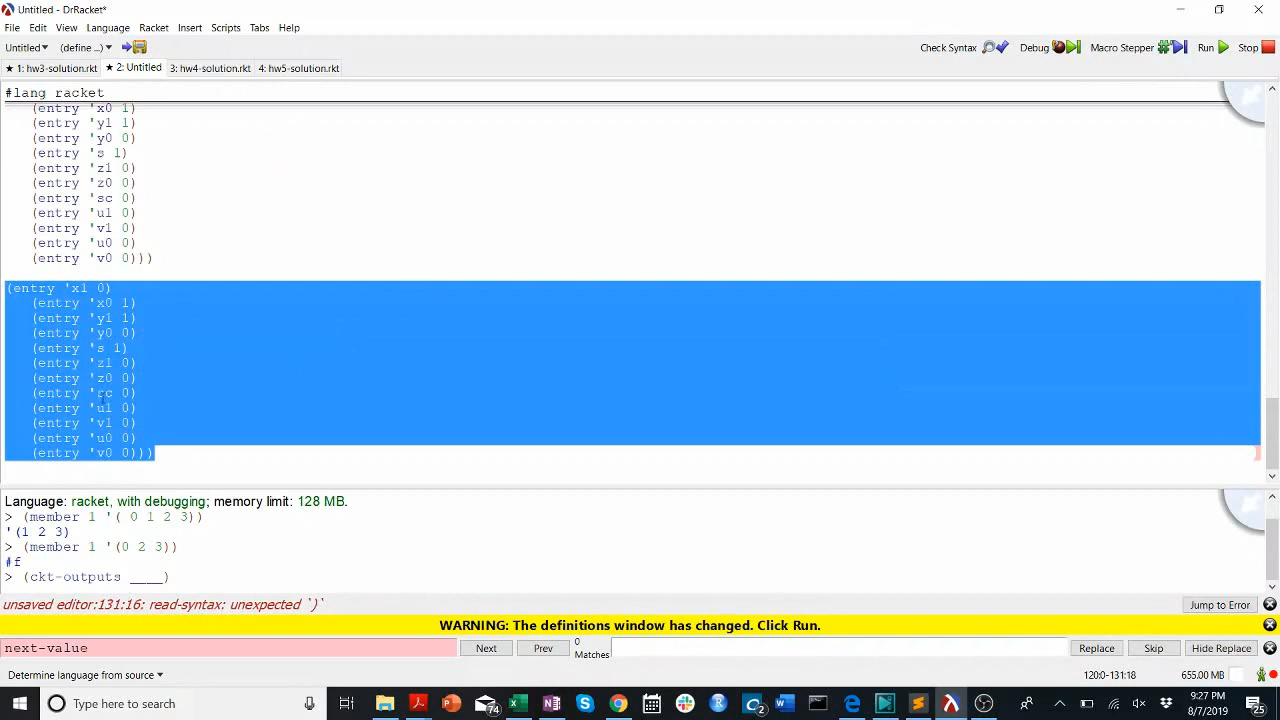 Untitled - DrRacket*
File Edit View Language Racket Insert Scripts Tabs Help
Untitled▾ (define ...)▾ Check Syntax Debug Macro Stepper Run Stop
★ 1: hw3-solution.rkt ★ 2: Untitled 3: hw4-solution.rkt 4: hw5-solution.rkt
#lang racket
(entry 'x0 1)
(entry 'y1 1)
(entry 'y0 0)
(entry 's 1)
(entry 'z1 0)
(entry 'z0 0)
(entry 'sc 0)
(entry 'u1 0)
(entry 'v1 0)
(entry 'u0 0)
(entry 'v0 0)))
(entry 'x1 0)
(entry 'x0 1)
(entry 'y1 1)
(entry 'y0 0)
(entry 's 1)
(entry 'z1 0)
(entry 'z0 0)
(entry 'rc 0)
(entry 'u1 0)
(entry 'v1 0)
(entry 'u0 0)
(entry 'v0 0)))
Language: racket, with debugging; memory limit: 128 MB.
> (member 1 '( 0 1 2 3))
'(1 2 3)
> (member 1 '(0 2 3))
#f
> (ckt-outputs ____)
unsaved editor:131:16: read-syntax: unexpected `)` Jump to Error
WARNING: The definitions window has changed. Click Run.
next-value Next Prev 0 Matches Replace Skip Hide Replace
Determine language from source▾ 120:0-131:18 655.00 MB
Type here to search 74 2 9:27 PM
8/7/2019 25